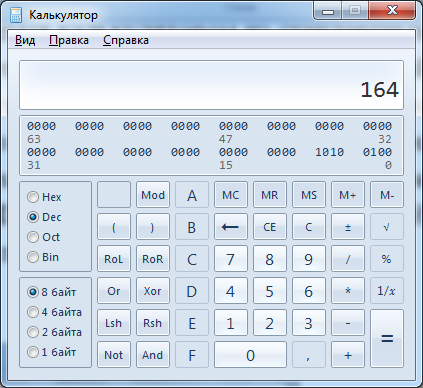 Калькулятор
Вид Правка Справка
164
0000 0000 0000 0000 0000 0000 0000 0000
63 47 32
0000 0000 0000 0000 0000 0000 1010 0100
31 15 0
Hex Mod A MC MR MS M+ M-
Dec ( ) B ← CE C ± √
Oct
Bin RoL RoR C 7 8 9 / %
8 байт Or Xor D 4 5 6 * 1/x
4 байта
2 байта Lsh Rsh E 1 2 3 - =
1 байт Not And F 0 , +